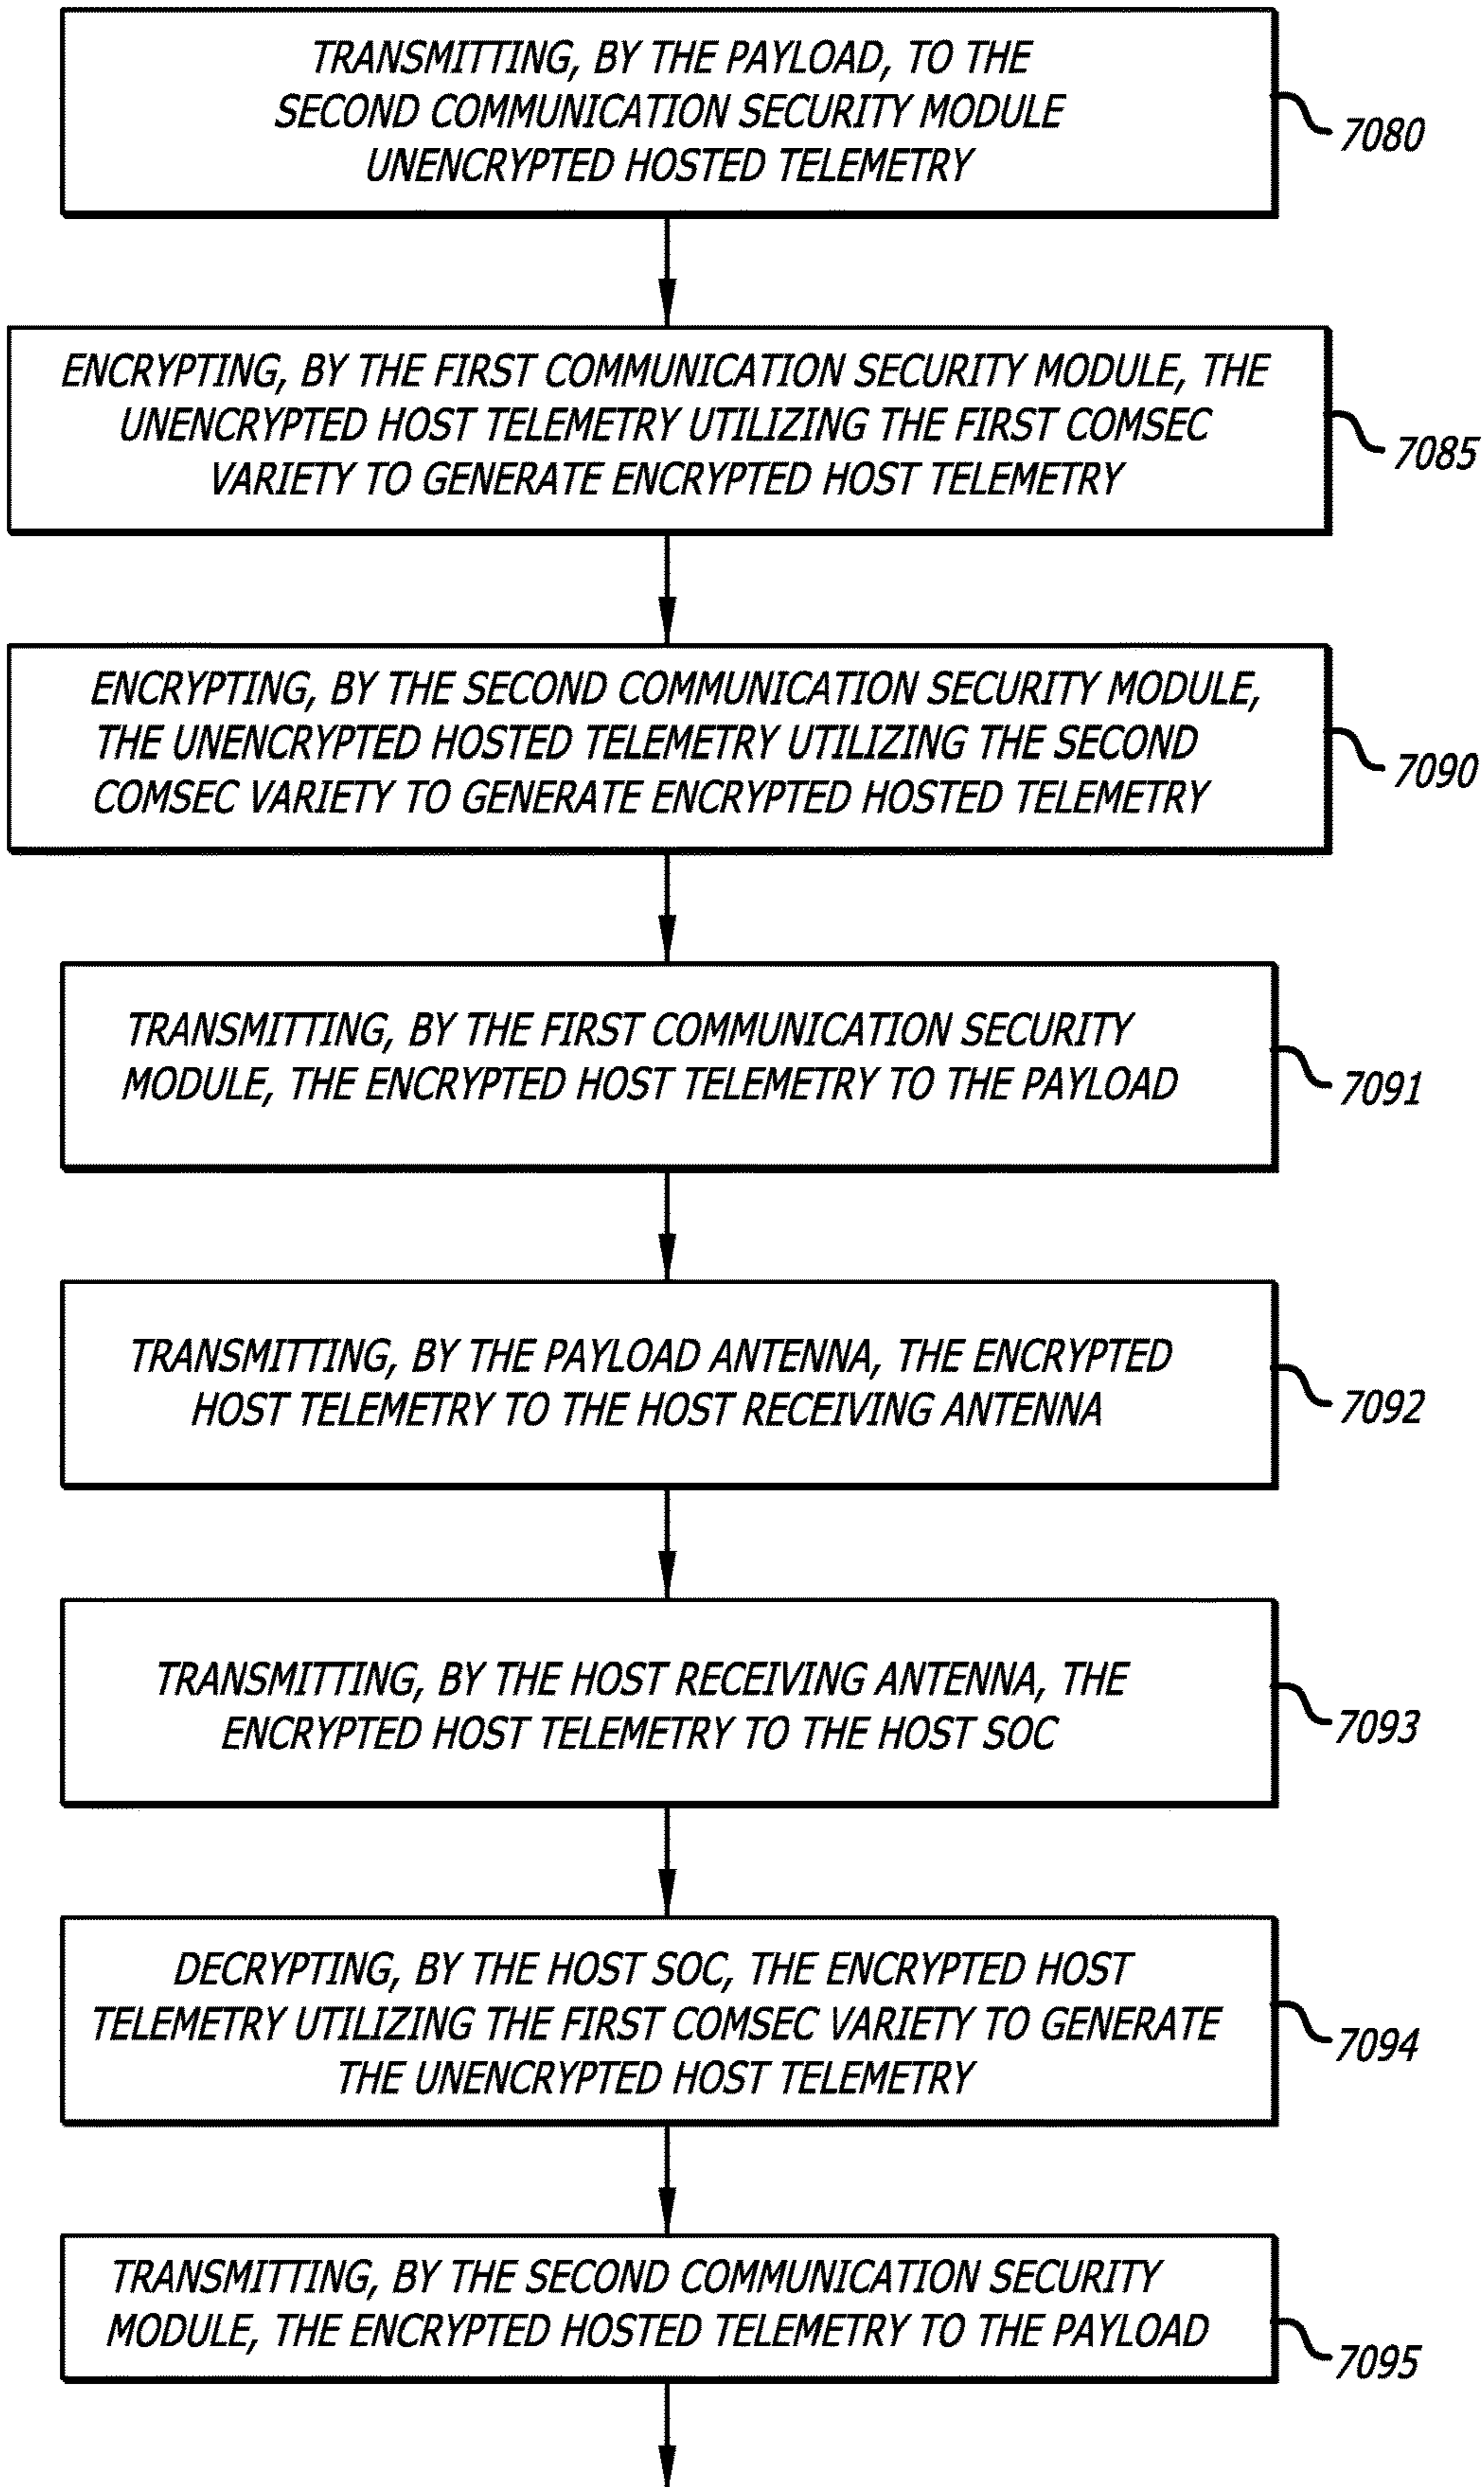 TRANSMITTING, BY THE PAYLOAD, TO THE
SECOND COMMUNICATION SECURITY MODULE
UNENCRYPTED HOSTED TELEMETRY
7080
ENCRYPTING, BY THE FIRST COMMUNICATION SECURITY MODULE, THE
UNENCRYPTED HOST TELEMETRY UTILIZING THE FIRST COMSEC
VARIETY TO GENERATE ENCRYPTED HOST TELEMETRY
7085
ENCRYPTING, BY THE SECOND COMMUNICATION SECURITY MODULE,
THE UNENCRYPTED HOSTED TELEMETRY UTILIZING THE SECOND
COMSEC VARIETY TO GENERATE ENCRYPTED HOSTED TELEMETRY
7090
TRANSMITTING, BY THE FIRST COMMUNICATION SECURITY
MODULE, THE ENCRYPTED HOST TELEMETRY TO THE PAYLOAD
7091
TRANSMITTING, BY THE PAYLOAD ANTENNA, THE ENCRYPTED
HOST TELEMETRY TO THE HOST RECEIVING ANTENNA
7092
TRANSMITTING, BY THE HOST RECEIVING ANTENNA, THE
ENCRYPTED HOST TELEMETRY TO THE HOST SOC
7093
DECRYPTING, BY THE HOST SOC, THE ENCRYPTED HOST
TELEMETRY UTILIZING THE FIRST COMSEC VARIETY TO GENERATE
THE UNENCRYPTED HOST TELEMETRY
7094
TRANSMITTING, BY THE SECOND COMMUNICATION SECURITY
MODULE, THE ENCRYPTED HOSTED TELEMETRY TO THE PAYLOAD
7095